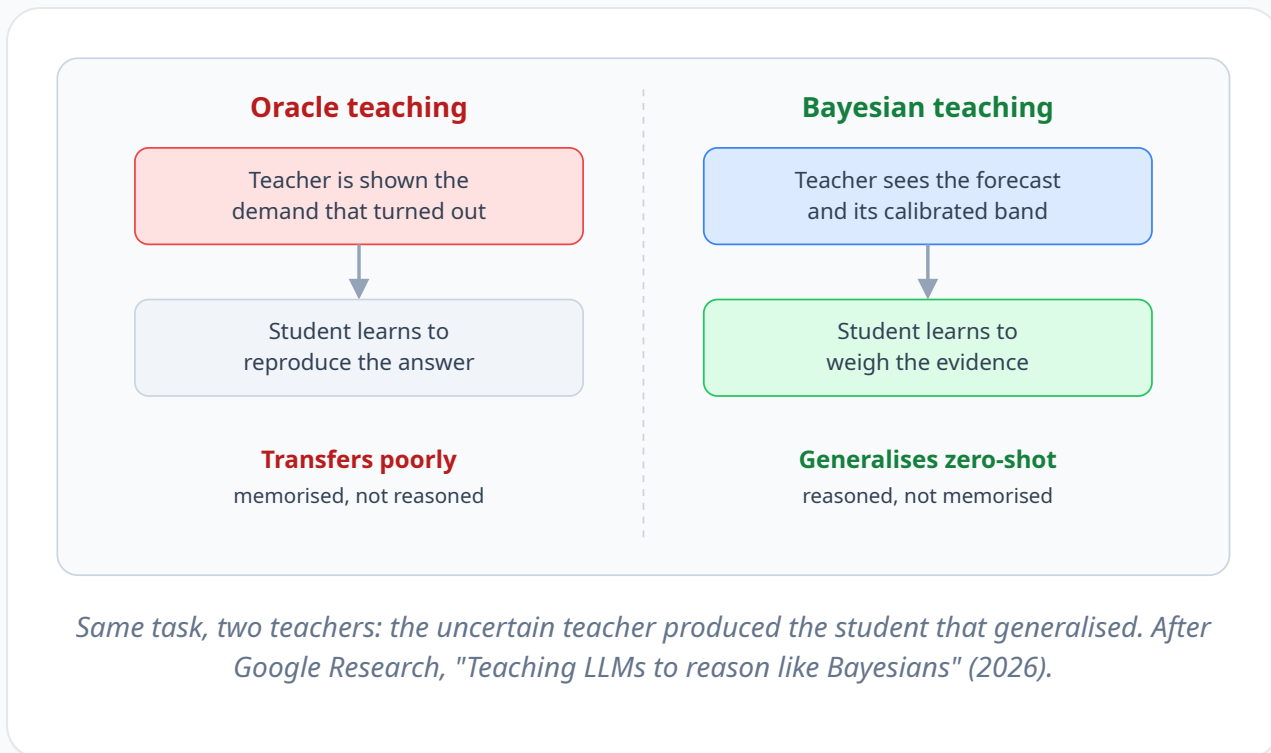 Oracle teaching
Teacher is shown the
demand that turned out
Student learns to
reproduce the answer
Transfers poorly
memorised, not reasoned
Bayesian teaching
Teacher sees the forecast
and its calibrated band
Student learns to
weigh the evidence
Generalises zero-shot
reasoned, not memorised
Same task, two teachers: the uncertain teacher produced the student that generalised. After
Google Research, "Teaching LLMs to reason like Bayesians" (2026).